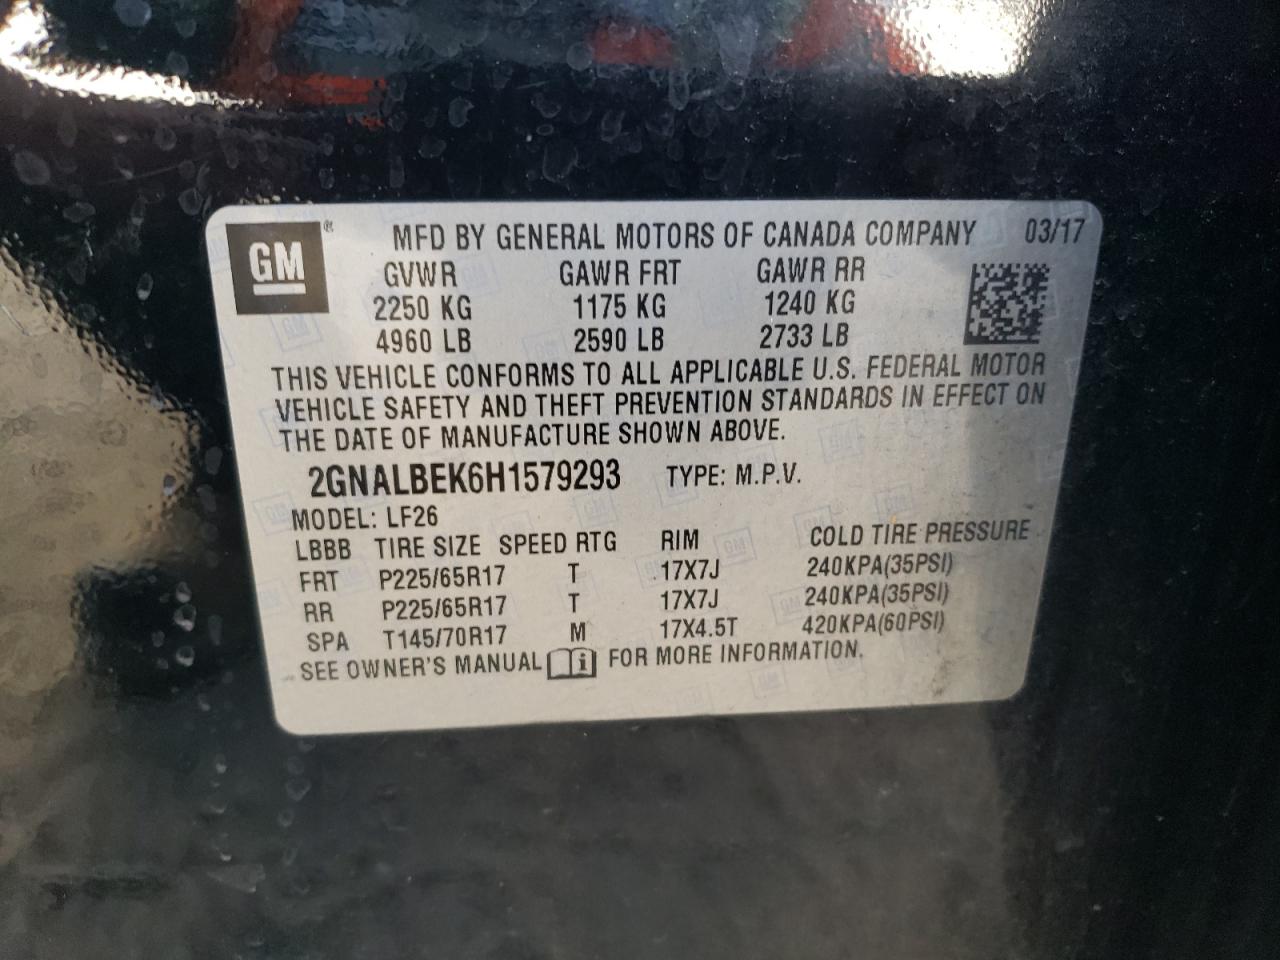 GM® MFD BY GENERAL MOTORS OF CANADA COMPANY 03/17
GVWR GAWR FRT GAWR RR
2250 KG 1175 KG 1240 KG
4960 LB 2590 LB 2733 LB
THIS VEHICLE CONFORMS TO ALL APPLICABLE U.S. FEDERAL MOTOR
VEHICLE SAFETY AND THEFT PREVENTION STANDARDS IN EFFECT ON
THE DATE OF MANUFACTURE SHOWN ABOVE.
2GNALBEK6H1579293 TYPE: M.P.V.
MODEL: LF26
LBBB TIRE SIZE SPEED RTG RIM COLD TIRE PRESSURE
FRT P225/65R17 T 17X7J 240KPA(35PSI)
RR P225/65R17 T 17X7J 240KPA(35PSI)
SPA T145/70R17 M 17X4.5T 420KPA(60PSI)
SEE OWNER'S MANUAL i FOR MORE INFORMATION.